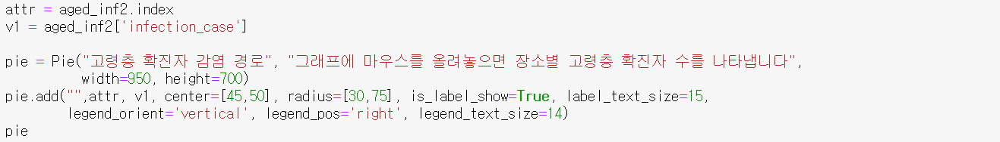 attr = aged_inf2.index
v1 = aged_inf2['infection_case']
pie = Pie("고령층 확진자 감염 경로", "그래프에 마우스를 올려놓으면 장소별 고령층 확진자 수를 나타냅니다",
width=950, height=700)
pie.add("",attr, v1, center=[45,50], radius=[30,75], is_label_show=True, label_text_size=15,
legend_orient='vertical', legend_pos='right', legend_text_size=14)
pie